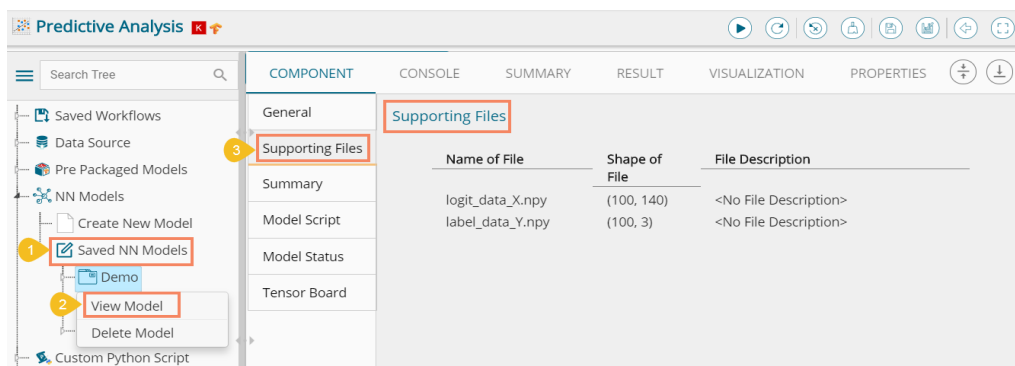 Predictive Analysis K
Search Tree
Saved Workflows
Data Source
Pre Packaged Models
NN Models
Create New Model
1 Saved NN Models
Demo
2 View Model
Delete Model
Custom Python Script
COMPONENT CONSOLE SUMMARY RESULT VISUALIZATION PROPERTIES
General
3 Supporting Files
Summary
Model Script
Model Status
Tensor Board
Supporting Files
Name of File Shape of File File Description
logit_data_X.npy (100, 140) <No File Description>
label_data_Y.npy (100, 3) <No File Description>